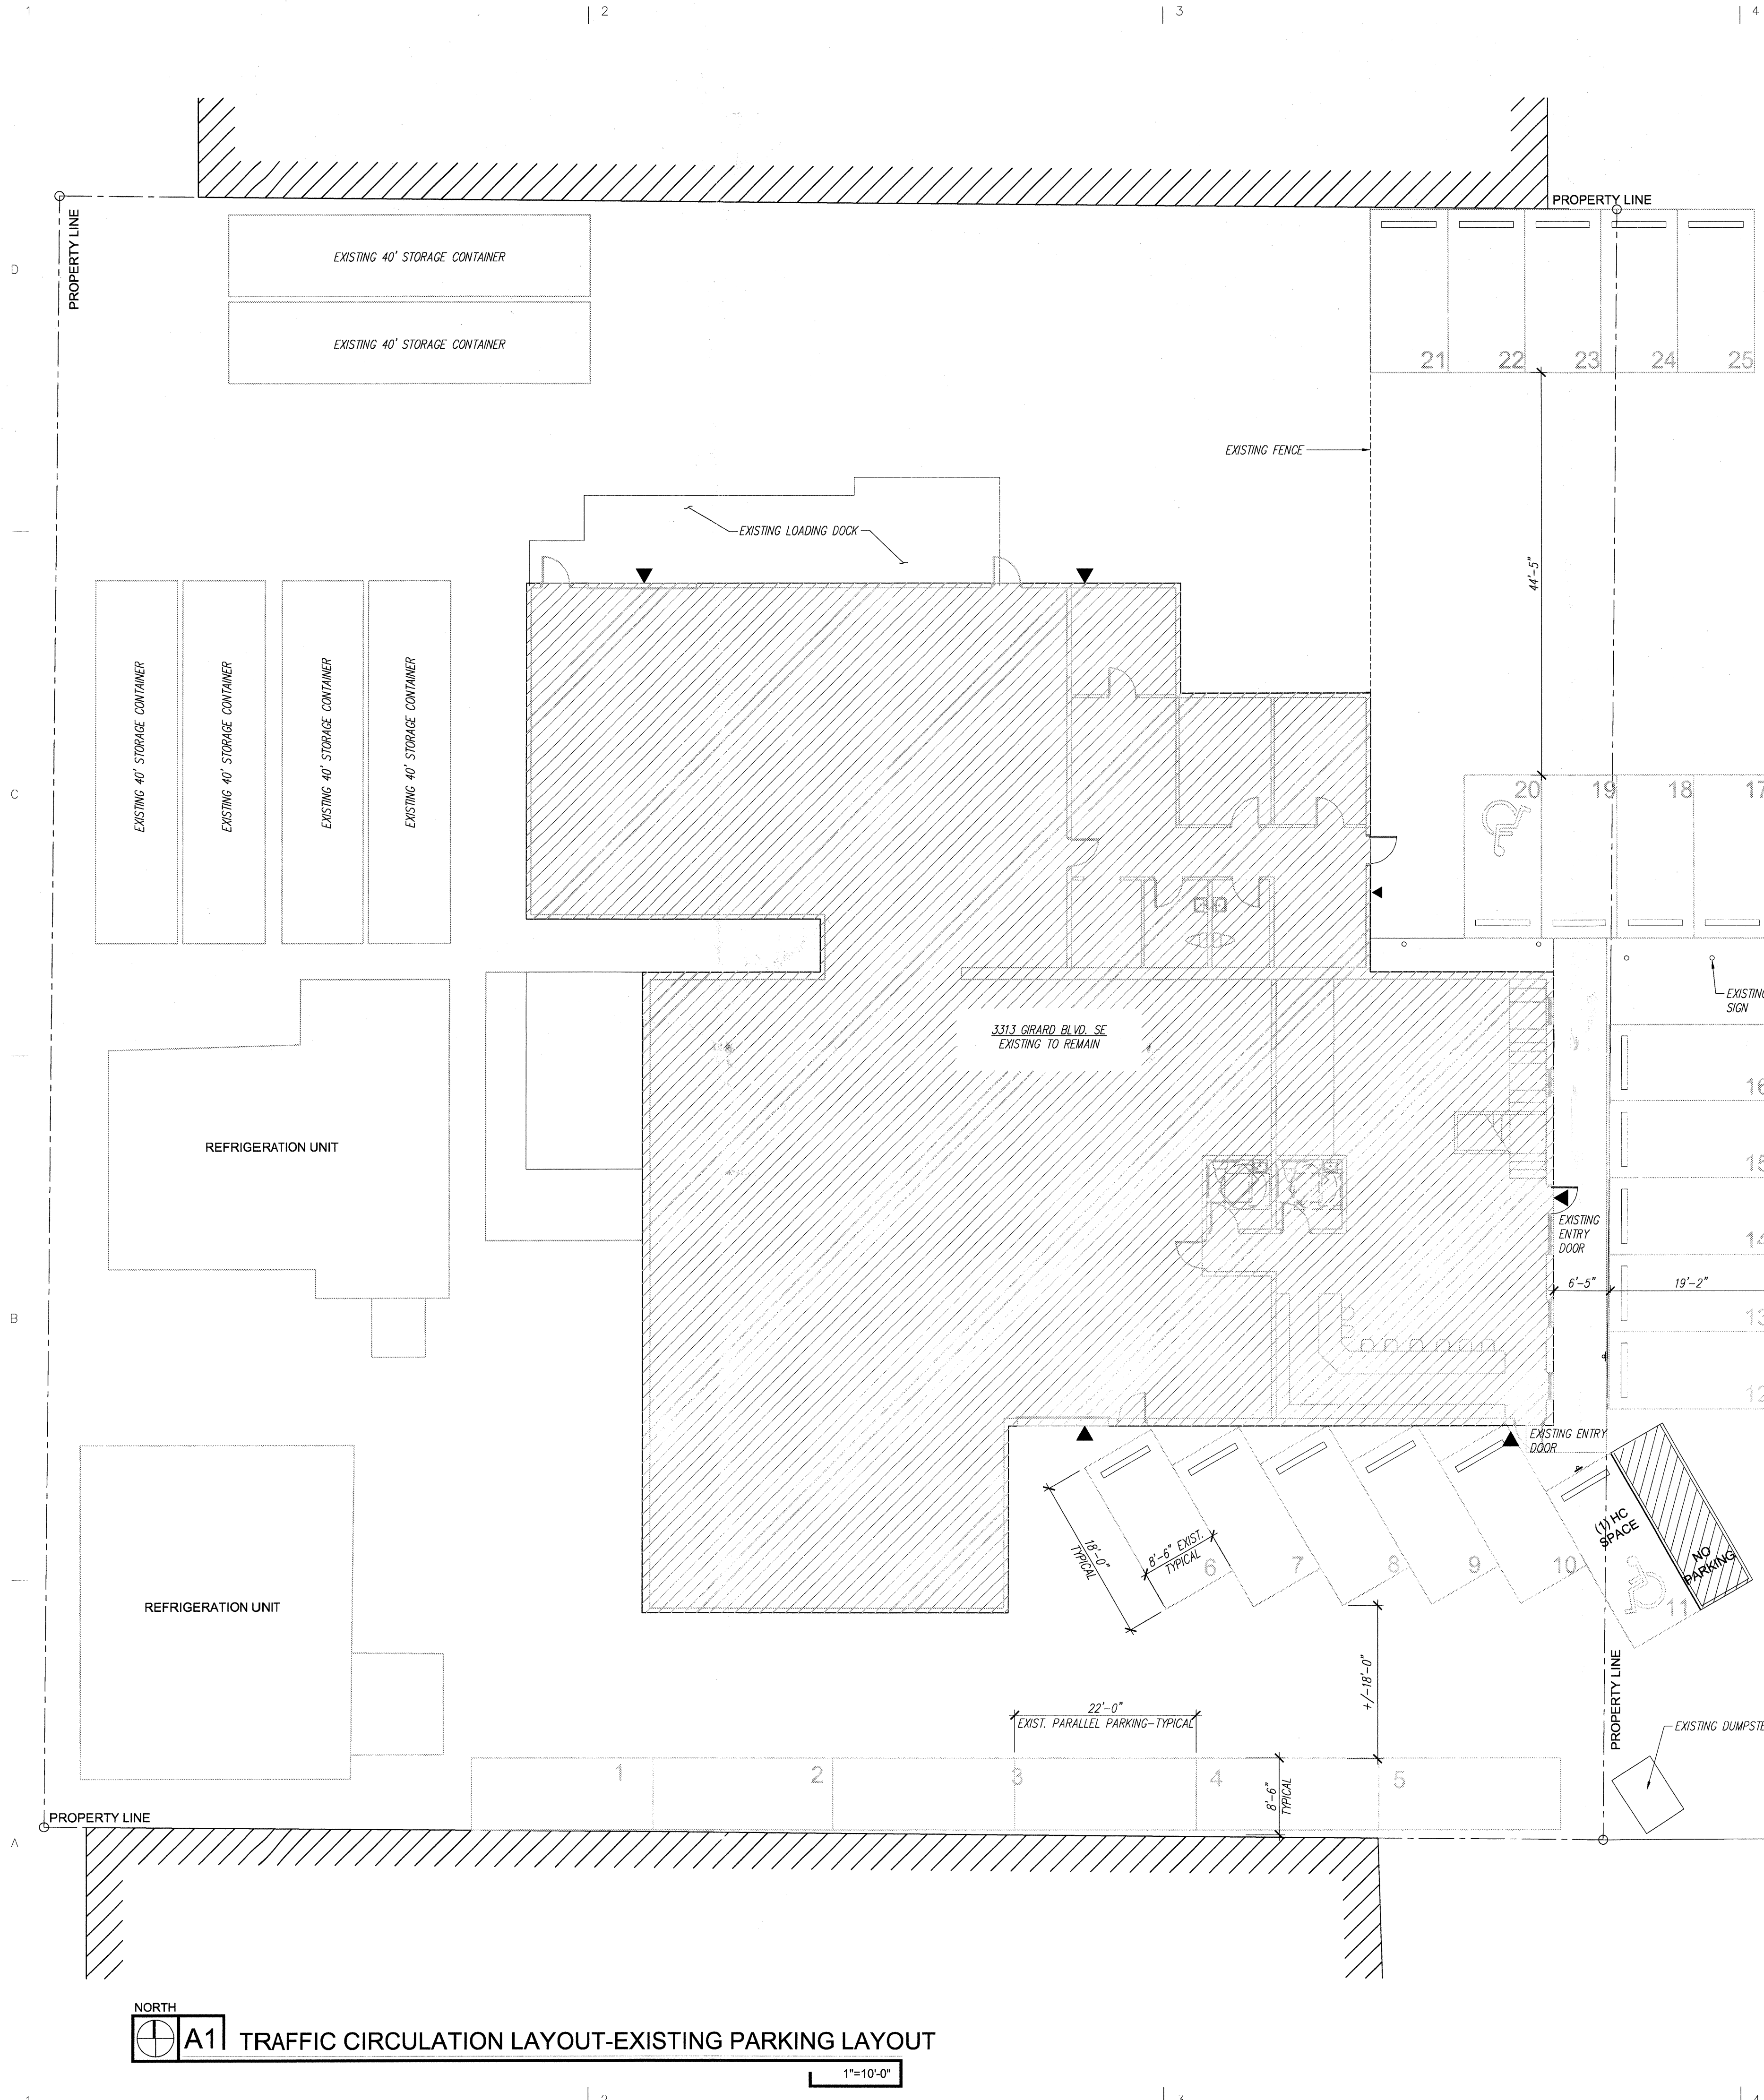 1
2
3
4
PROPERTY LINE
PROPERTY LINE
D
EXISTING 40' STORAGE CONTAINER
EXISTING 40' STORAGE CONTAINER
21
22
23
24
25
EXISTING FENCE
EXISTING LOADING DOCK
44'-5"
C
EXISTING 40' STORAGE CONTAINER
EXISTING 40' STORAGE CONTAINER
EXISTING 40' STORAGE CONTAINER
EXISTING 40' STORAGE CONTAINER
20
19
18
17
EXISTING
SIGN
3313 GIRARD BLVD. SE
EXISTING TO REMAIN
16
REFRIGERATION UNIT
15
EXISTING
ENTRY
DOOR
14
6'-5"
19'-2"
B
13
12
EXISTING ENTRY
DOOR
(1) HC
SPACE
NO
PARKING
18'-0"
TYPICAL
8'-6" EXIST.
TYPICAL
6
7
8
9
10
11
REFRIGERATION UNIT
+/-18'-0"
PROPERTY LINE
22'-0"
EXIST. PARALLEL PARKING-TYPICAL
EXISTING DUMPSTE
1
2
3
4
5
8'-6"
TYPICAL
PROPERTY LINE
A
NORTH
A1
TRAFFIC CIRCULATION LAYOUT-EXISTING PARKING LAYOUT
1"=10'-0"